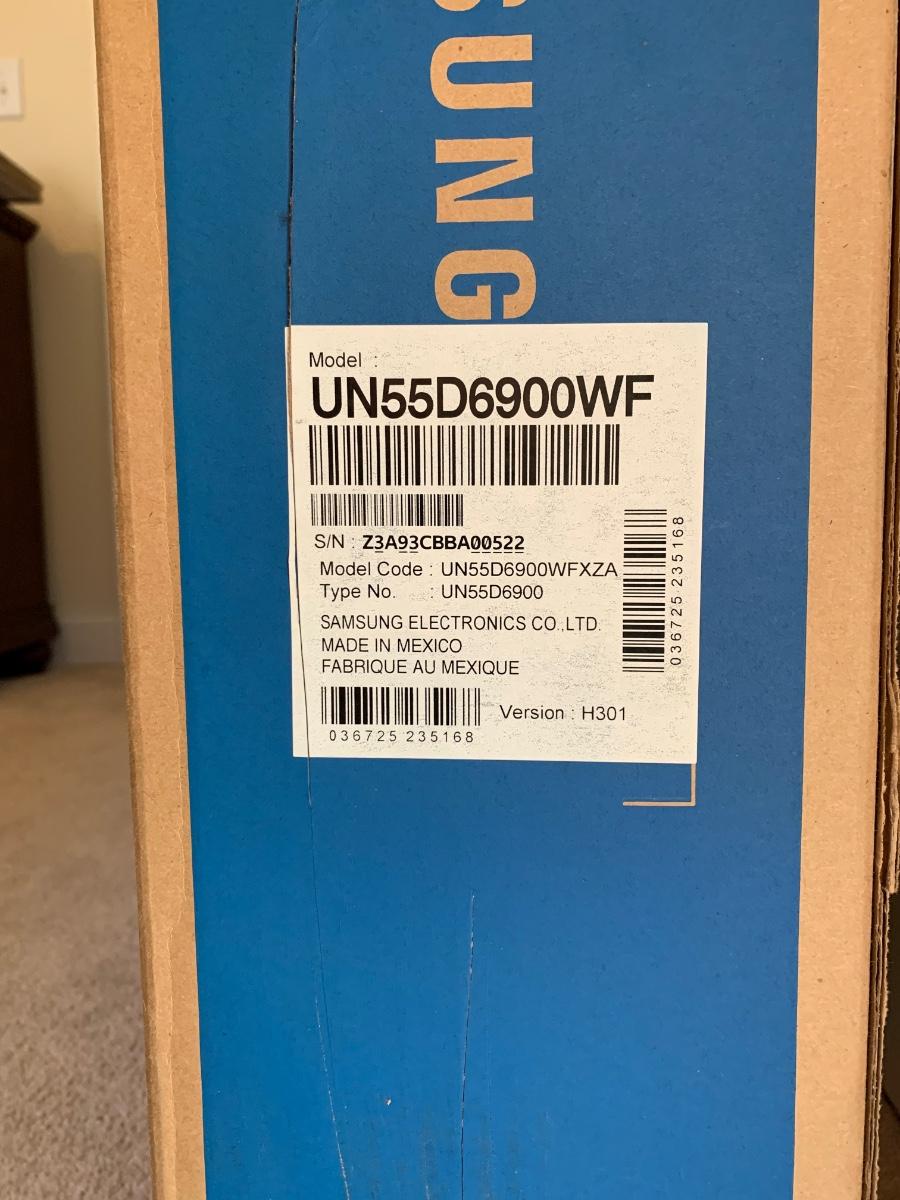 SUNG
Model :
UN55D6900WF
S/N : Z3A93CBBA00522
Model Code : UN55D6900WFXZA
Type No. : UN55D6900
SAMSUNG ELECTRONICS CO.,LTD.
MADE IN MEXICO
FABRIQUE AU MEXIQUE
036725 235168
Version : H301
036725 235168